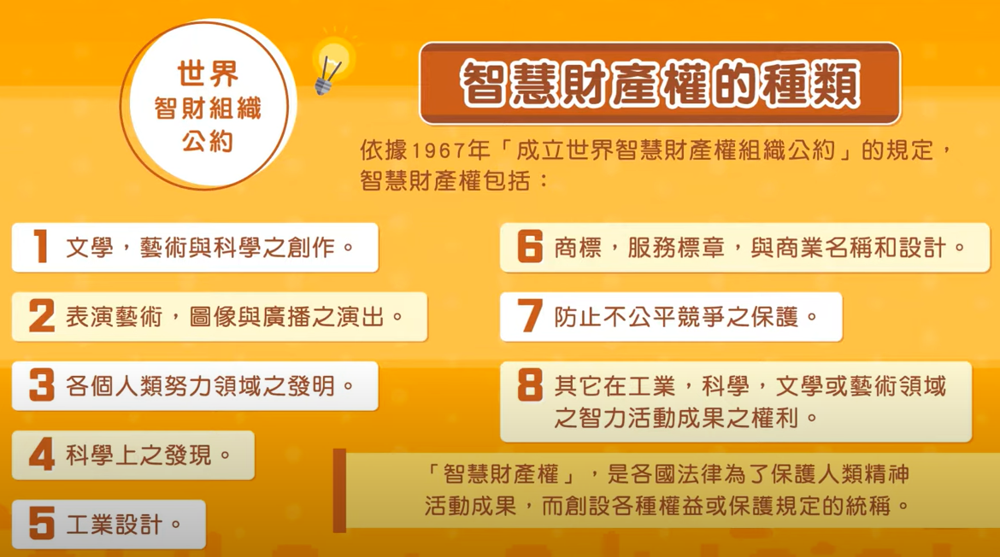 世界
智財組織
公約
智慧財產權的種類
依據1967年「成立世界智慧財產權組織公約」的規定，
智慧財產權包括：
1 文學，藝術與科學之創作。
2 表演藝術，圖像與廣播之演出。
3 各個人類努力領域之發明。
4 科學上之發現。
5 工業設計。
6 商標，服務標章，與商業名稱和設計。
7 防止不公平競爭之保護。
8 其它在工業，科學，文學或藝術領域
之智力活動成果之權利。
「智慧財產權」，是各國法律為了保護人類精神
活動成果，而創設各種權益或保護規定的統稱。